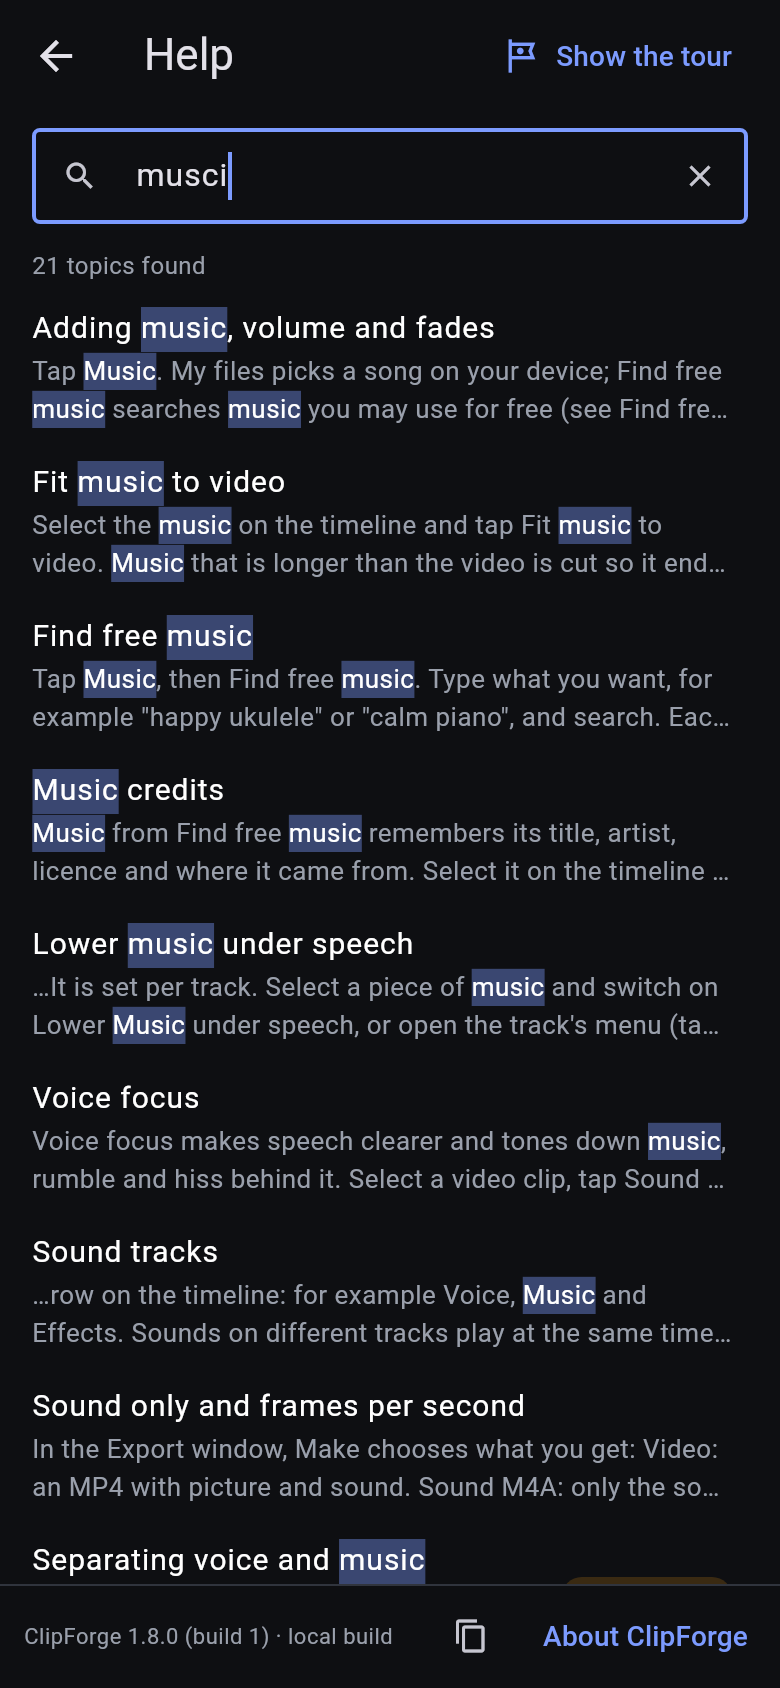 Help
Show the tour
musci
21 topics found
Adding music, volume and fades
Tap Music. My files picks a song on your device; Find free
music searches music you may use for free (see Find fre…
Fit music to video
Select the music on the timeline and tap Fit music to
video. Music that is longer than the video is cut so it end…
Find free music
Tap Music, then Find free music. Type what you want, for
example "happy ukulele" or "calm piano", and search. Eac…
Music credits
Music from Find free music remembers its title, artist,
licence and where it came from. Select it on the timeline …
Lower music under speech
…It is set per track. Select a piece of music and switch on
Lower Music under speech, or open the track's menu (ta…
Voice focus
Voice focus makes speech clearer and tones down music,
rumble and hiss behind it. Select a video clip, tap Sound …
Sound tracks
…row on the timeline: for example Voice, Music and
Effects. Sounds on different tracks play at the same time…
Sound only and frames per second
In the Export window, Make chooses what you get: Video:
an MP4 with picture and sound. Sound M4A: only the so…
Separating voice and music
ClipForge 1.8.0 (build 1) · local build
About ClipForge